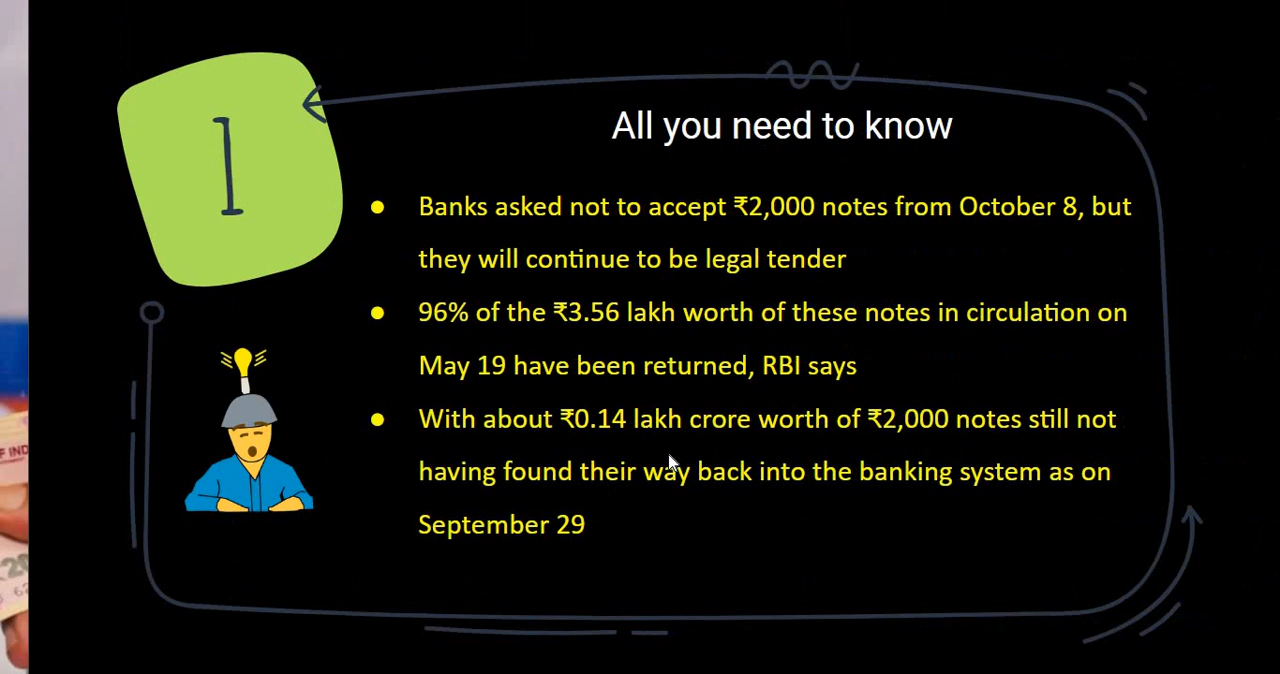 1
All you need to know
● Banks asked not to accept ₹2,000 notes from October 8, but
they will continue to be legal tender
● 96% of the ₹3.56 lakh worth of these notes in circulation on
May 19 have been returned, RBI says
● With about ₹0.14 lakh crore worth of ₹2,000 notes still not
having found their way back into the banking system as on
September 29
F IND